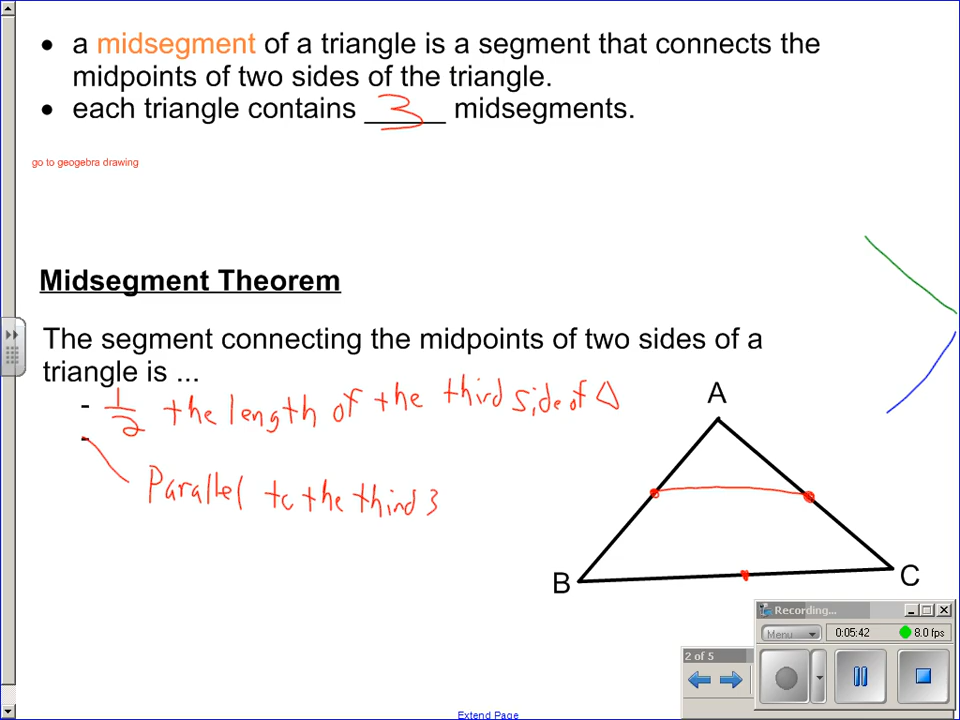 • a midsegment of a triangle is a segment that connects the
midpoints of two sides of the triangle.
• each triangle contains 3 midsegments.
go to geogebra drawing
Midsegment Theorem
The segment connecting the midpoints of two sides of a
triangle is ...
- 1/2 the length of the third side of △
- Parallel to the third
A
B
C
Recording...
Menu
0:05:42
8.0 fps
2 of 5
Extend Page